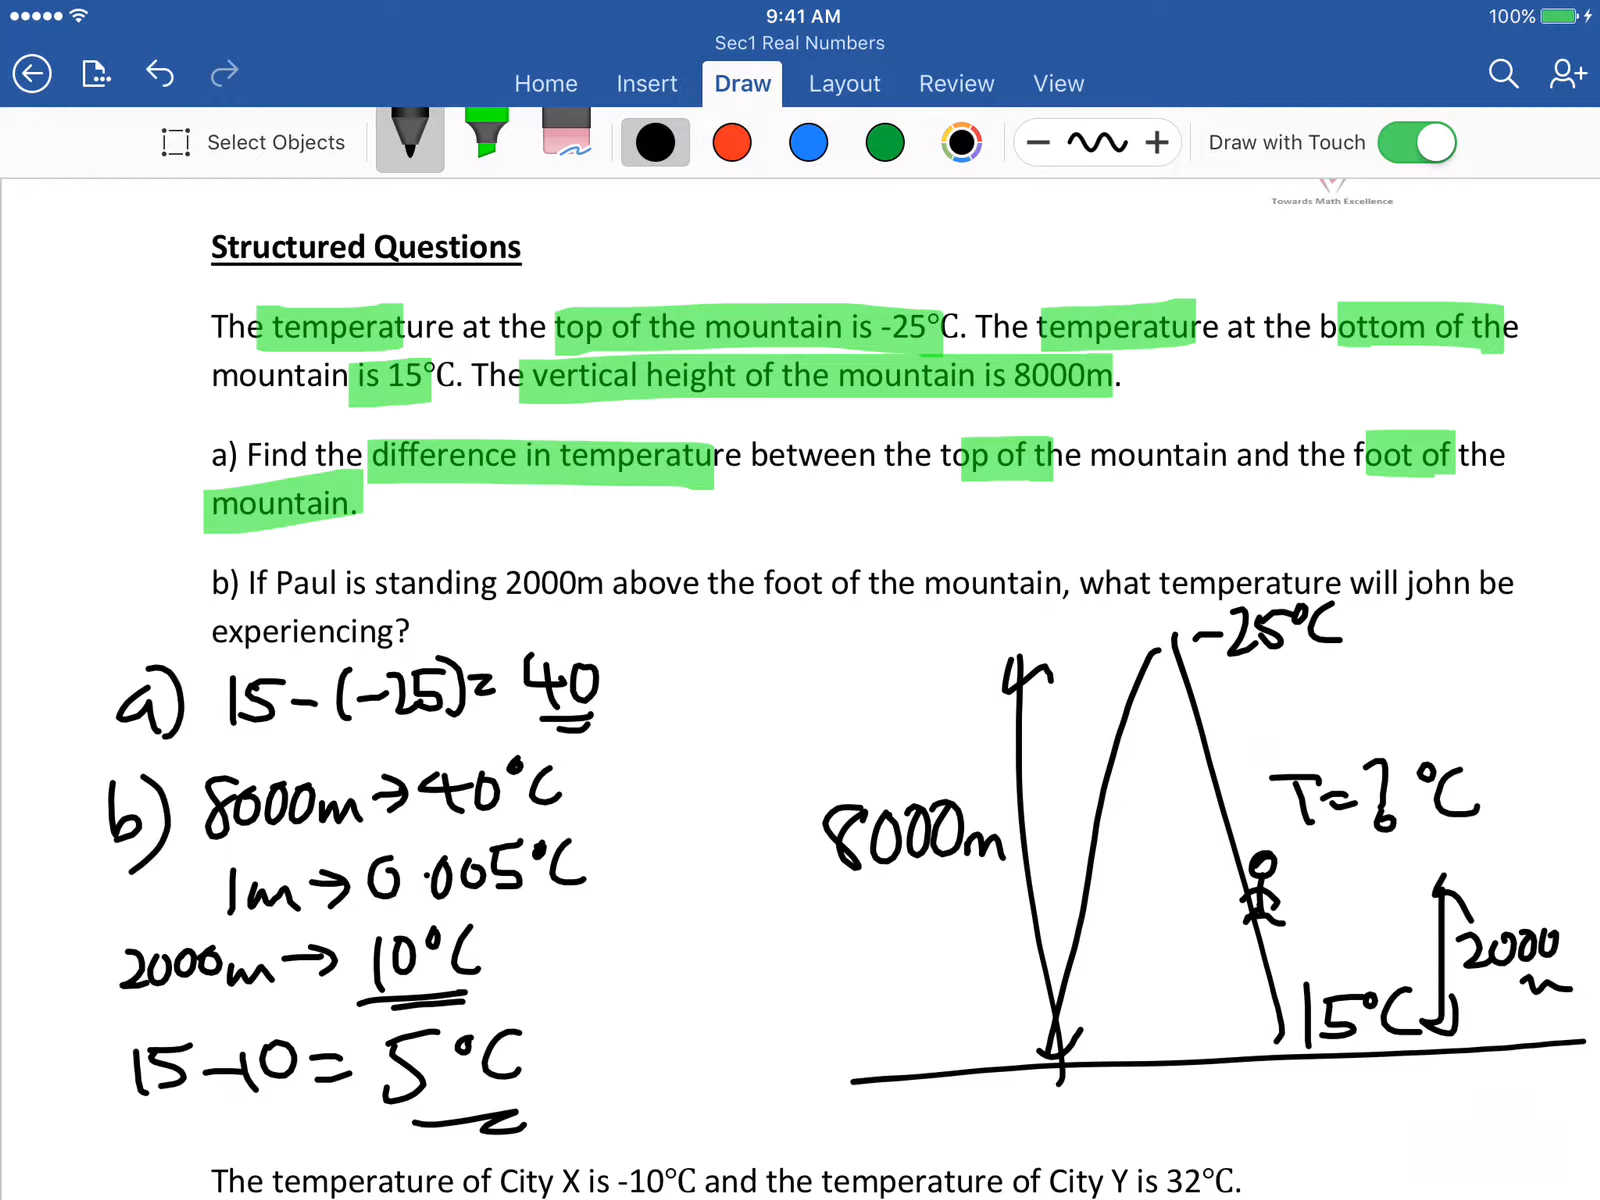 9:41 AM
100%
Sec1 Real Numbers
Home Insert Draw Layout Review View
Select Objects
Draw with Touch
Towards Math Excellence
Structured Questions
The temperature at the top of the mountain is -25°C. The temperature at the bottom of the
mountain is 15°C. The vertical height of the mountain is 8000m.
a) Find the difference in temperature between the top of the mountain and the foot of the
mountain.
b) If Paul is standing 2000m above the foot of the mountain, what temperature will john be
experiencing?
a) 15-(-25)= 40
b) 8000m → 40°C
1m → 0.005°C
2000m → 10°C
15-10 = 5°C
-25°C
T=? °C
8000m
2000
m
15°C
The temperature of City X is -10°C and the temperature of City Y is 32°C.